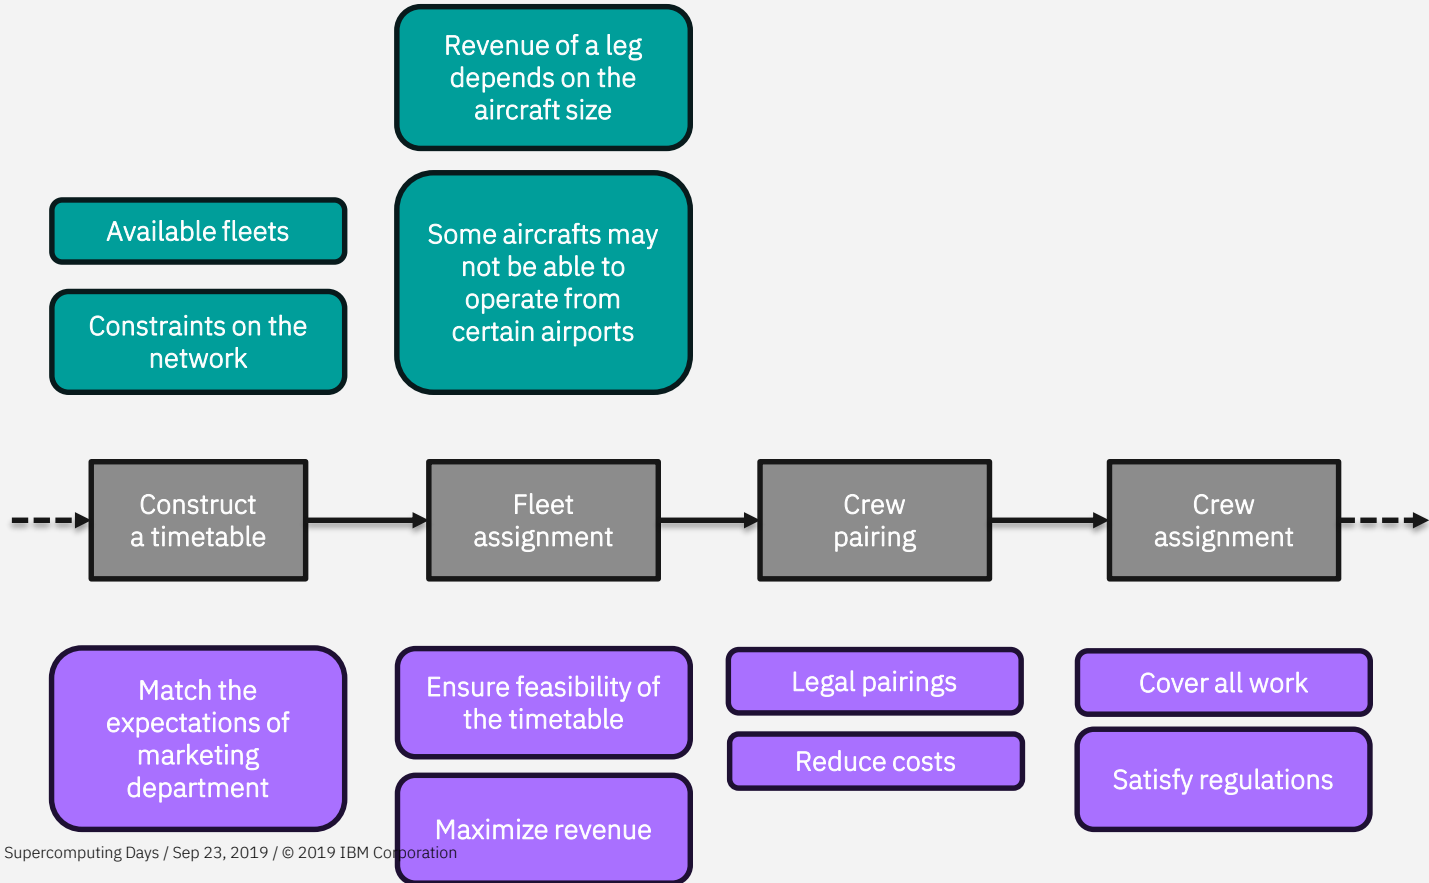 Revenue of a leg
depends on the
aircraft size
Available fleets
Constraints on the
network
Some aircrafts may
not be able to
operate from
certain airports
Construct
a timetable
Fleet
assignment
Crew
pairing
Crew
assignment
Match the
expectations of
marketing
department
Ensure feasibility of
the timetable
Maximize revenue
Legal pairings
Reduce costs
Cover all work
Satisfy regulations
Supercomputing Days / Sep 23, 2019 / © 2019 IBM Corporation